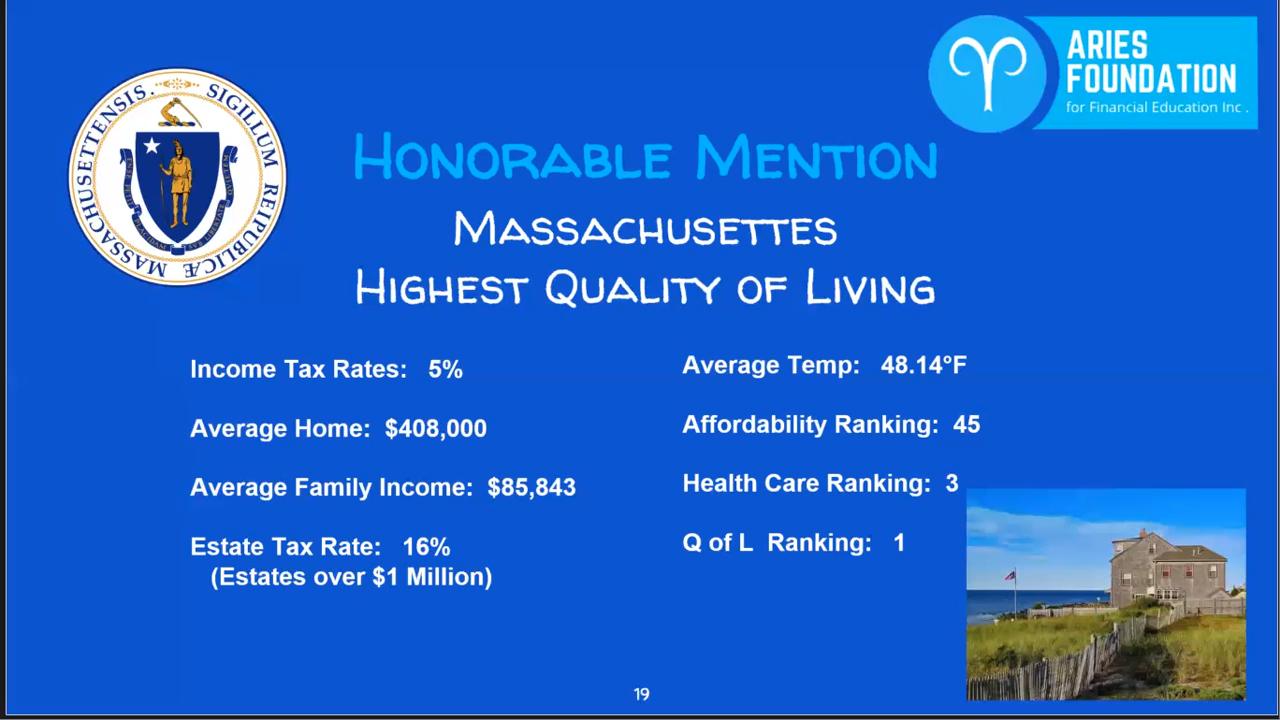 ARIES
FOUNDATION
for Financial Education Inc .
MASSACHUSETTENSIS. SIGILLUM REIPUBLICÆ
HONORABLE MENTION
MASSACHUSETTES
HIGHEST QUALITY OF LIVING
Income Tax Rates: 5%
Average Home: $408,000
Average Family Income: $85,843
Estate Tax Rate: 16%
(Estates over $1 Million)
Average Temp: 48.14°F
Affordability Ranking: 45
Health Care Ranking: 3
Q of L Ranking: 1
19